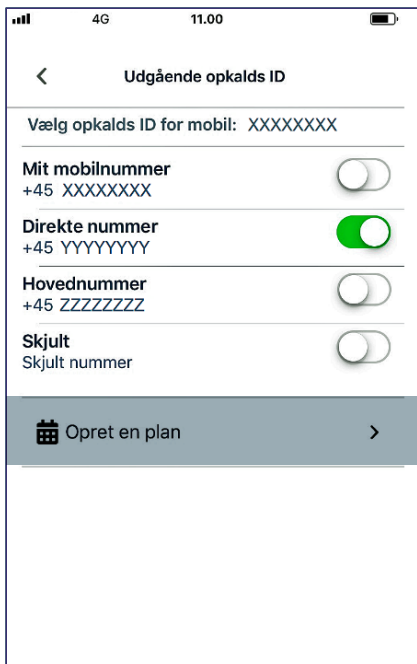 4G 11.00
Udgående opkalds ID
Vælg opkalds ID for mobil: XXXXXXXX
Mit mobilnummer
+45 XXXXXXXX
Direkte nummer
+45 YYYYYYYY
Hovednummer
+45 ZZZZZZZZ
Skjult
Skjult nummer
Opret en plan